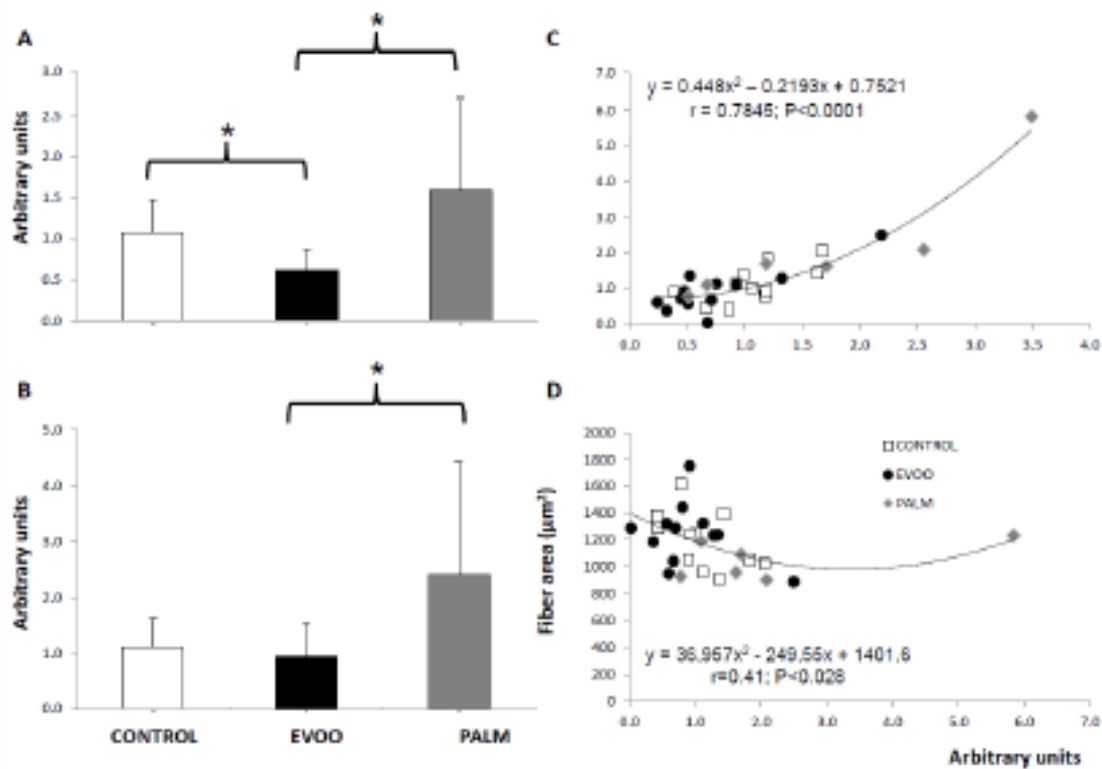 A
*
*
Arbitrary units
3.0
2.5
2.0
1.5
1.0
0.5
0.0
C
y = 0.448x² – 0.2193x + 0.7521
r = 0.7845; P<0.0001
7.0
6.0
5.0
4.0
3.0
2.0
1.0
0.0
0.0 0.5 1.0 1.5 2.0 2.5 3.0 3.5 4.0
B
*
Arbitrary units
5.0
4.0
3.0
2.0
1.0
0.0
CONTROL EVOO PALM
D
Fiber area (µm²)
2000
1800
1600
1400
1200
1000
800
600
400
200
0
CONTROL
EVOO
PALM
y = 36,957x² - 249,55x + 1401,6
r=0.41; P<0.028
0.0 1.0 2.0 3.0 4.0 5.0 6.0 7.0
Arbitrary units